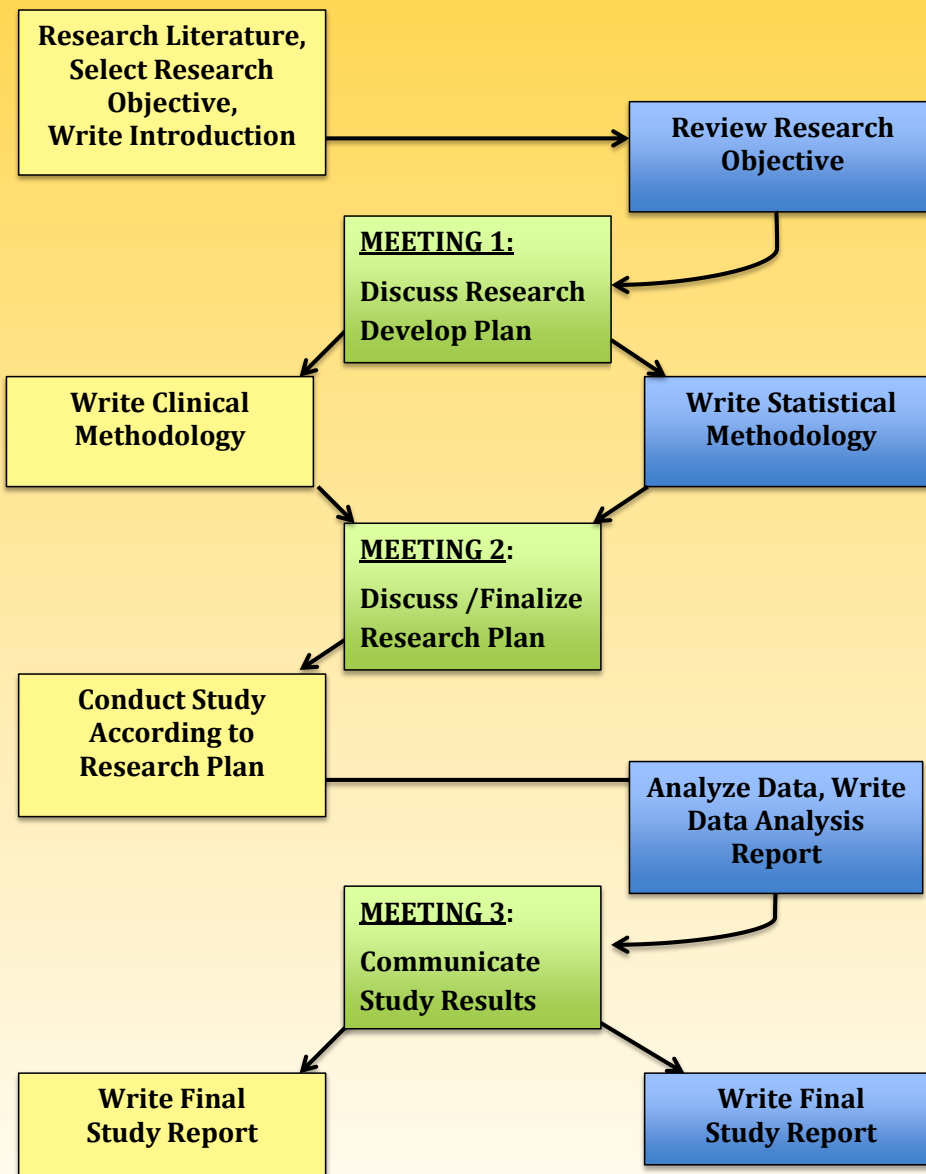 Research Literature,
Select Research
Objective,
Write Introduction
Review Research
Objective
MEETING 1:
Discuss Research
Develop Plan
Write Clinical
Methodology
Write Statistical
Methodology
MEETING 2:
Discuss /Finalize
Research Plan
Conduct Study
According to
Research Plan
Analyze Data, Write
Data Analysis
Report
MEETING 3:
Communicate
Study Results
Write Final
Study Report
Write Final
Study Report